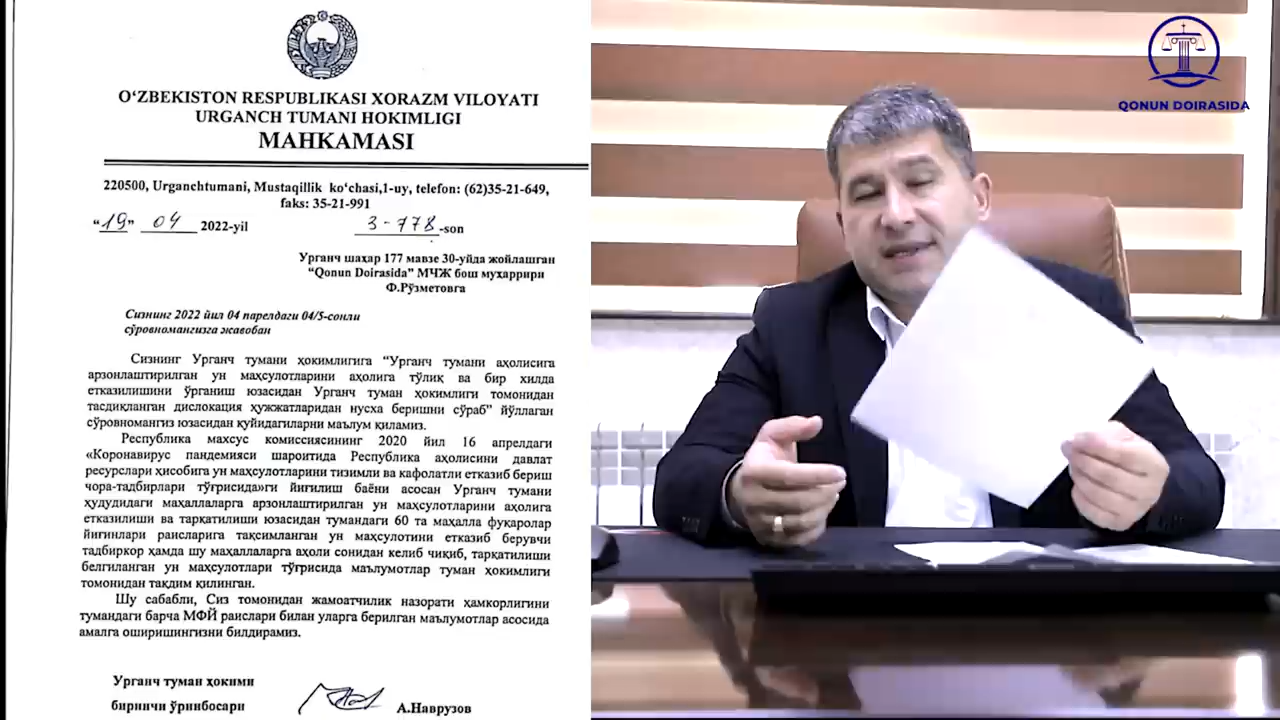 O‘ZBEKISTON RESPUBLIKASI XORAZM VILOYATI
URGANCH TUMANI HOKIMLIGI
MAHKAMASI
220500, Urganchtumani, Mustaqillik ko‘chasi,1-uy, telefon: (62)35-21-649,
faks: 35-21-991
“19” 04 2022-yil 3-778-son
Урганч шаҳар 177 мавзе 30-уйда жойлашган
“Qonun Doirasida” МЧЖ бош муҳаррири
Ф.Рўзметовга
Сизнинг 2022 йил 04 парелдаги 04/5-сонли
сўровномангизга жавобан
Сизнинг Урганч тумани ҳокимлигига “Урганч тумани аҳолисига
арзонлаштирилган ун маҳсулотларини аҳолига тўлиқ ва бир хилда
етказилишини ўрганиш юзасидан Урганч туман ҳокимлиги томонидан
тасдиқланган дислокация ҳужжатларидан нусха беришни сўраб” йўллаган
сўровномангиз юзасидан қуйидагиларни маълум қиламиз.
Республика махсус комиссиясининг 2020 йил 16 апрелдаги
«Коронавирус пандемияси шароитида Республика аҳолисини давлат
ресурслари ҳисобига ун маҳсулотларини тизимли ва кафолатли етказиб бериш
чора-тадбирлари тўғрисида»ги йиғилиш баёни асосан Урганч тумани
ҳудудидаги маҳаллаларга арзонлаштирилган ун маҳсулотларини аҳолига
етказилиши ва тарқатилиши юзасидан тумандаги 60 та маҳалла фуқаролар
йиғинлари раисларига тақсимланган ун маҳсулотини етказиб берувчи
тадбиркор ҳамда шу маҳаллаларга аҳоли сонидан келиб чиқиб, тарқатилиши
белгиланган ун маҳсулотлари тўғрисида маълумотлар туман ҳокимлиги
томонидан тақдим қилинган.
Шу сабабли, Сиз томонидан жамоатчилик назорати ҳамкорлигини
тумандаги барча МФЙ раислари билан уларга берилган маълумотлар асосида
амалга оширишингизни билдирамиз.
Урганч туман ҳокими
биринчи ўринбосари А.Наврузов
QONUN DOIRASIDA